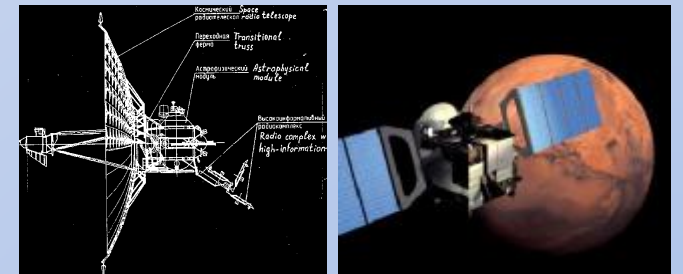 Космический Space
радиотелескоп radio telescope
Переходная Transitional
ферма truss
Астрофизический Astrophysical
модуль module
Высокоинформативный
радиокомплекс
Radio complex w
high-information